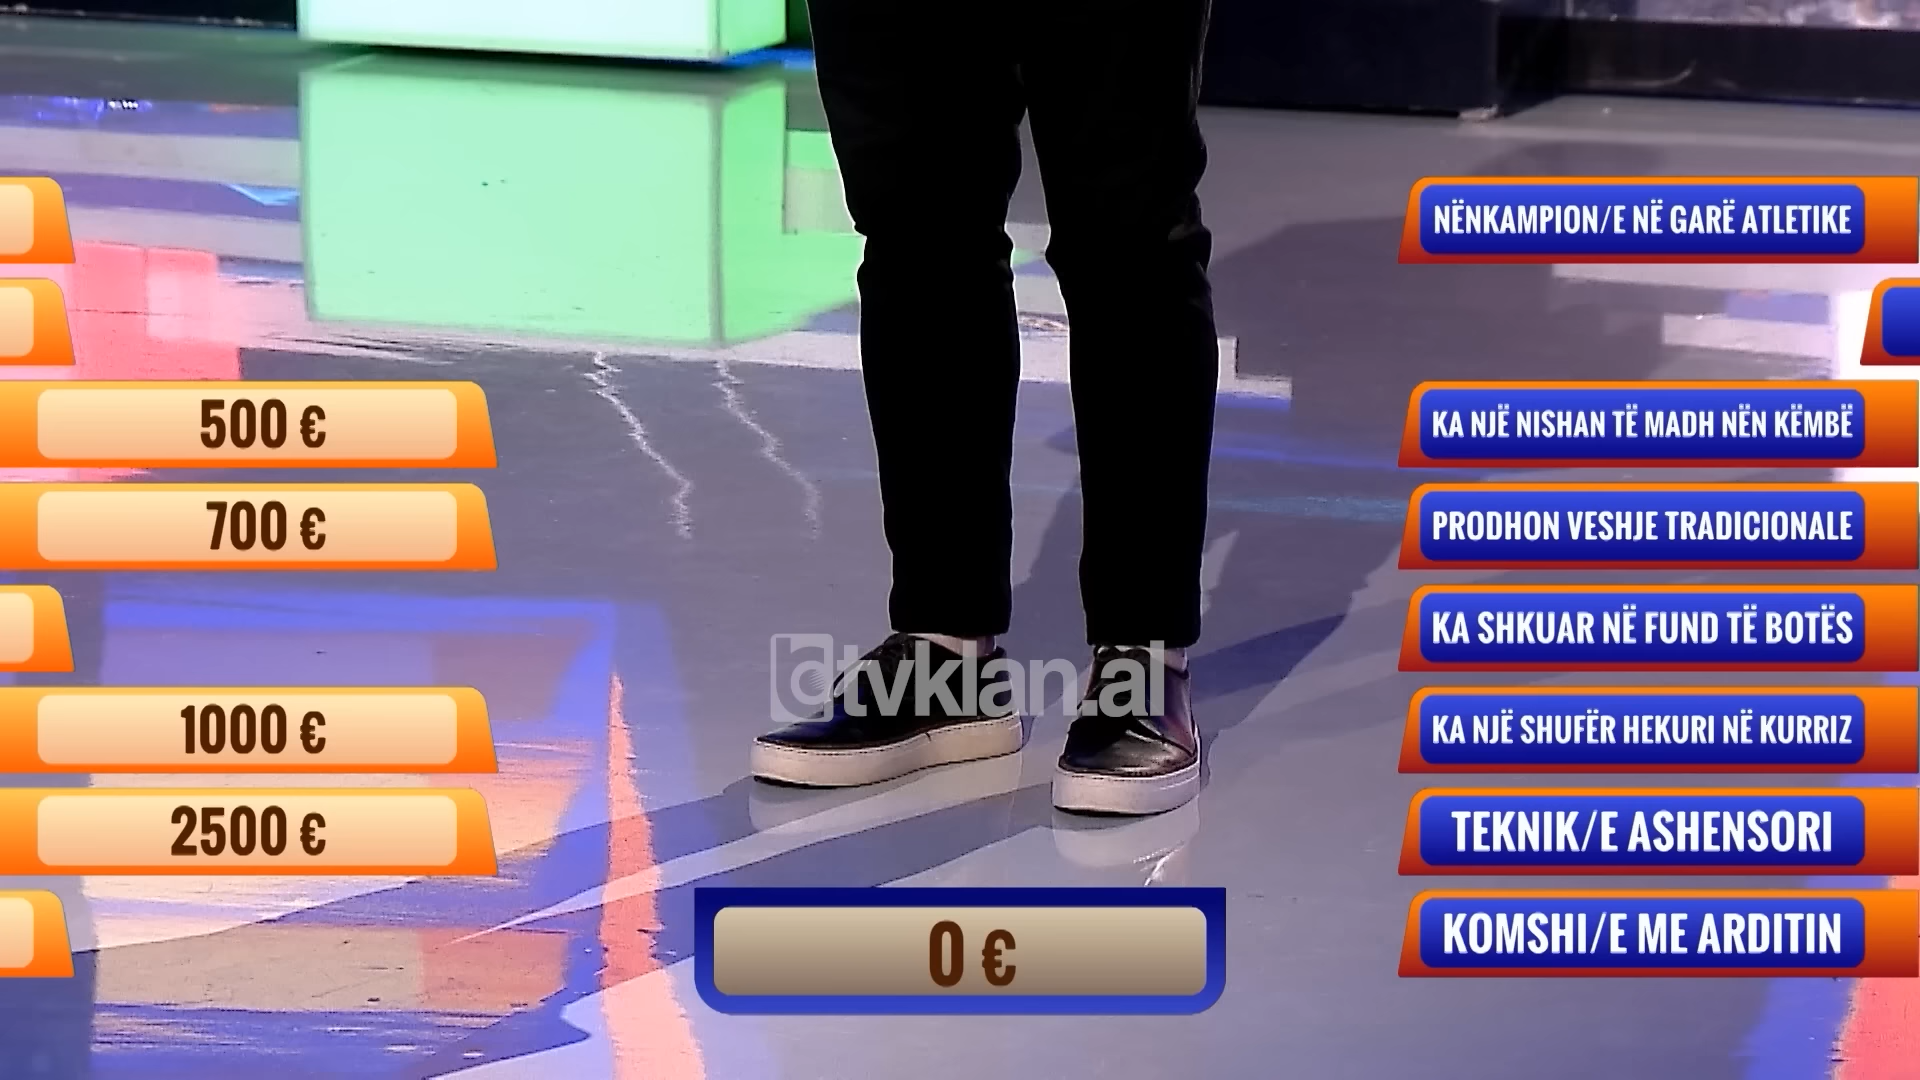 NËNKAMPION/E NË GARË ATLETIKE
500 €
KA NJË NISHAN TË MADH NËN KËMBË
700 €
PRODHON VESHJE TRADICIONALE
KA SHKUAR NË FUND TË BOTËS
tvklan.al
1000 €
KA NJË SHUFËR HEKURI NË KURRIZ
2500 €
TEKNIK/E ASHENSORI
KOMSHI/E ME ARDITIN
0 €